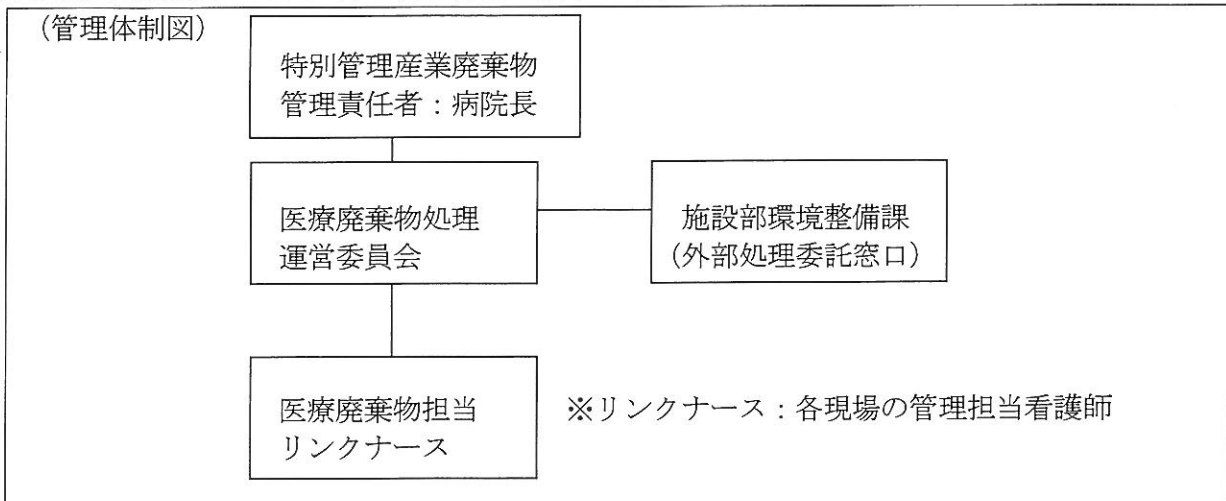 （管理体制図）
特別管理産業廃棄物
管理責任者：病院長
医療廃棄物処理
運営委員会
施設部環境整備課
（外部処理委託窓口）
医療廃棄物担当
リンクナース
※リンクナース：各現場の管理担当看護師